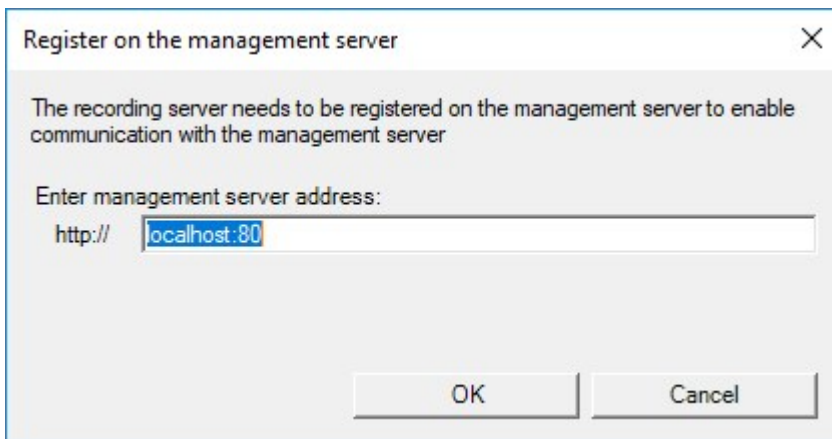 Register on the management server
The recording server needs to be registered on the management server to enable
communication with the management server
Enter management server address:
http:// localhost:80
OK Cancel